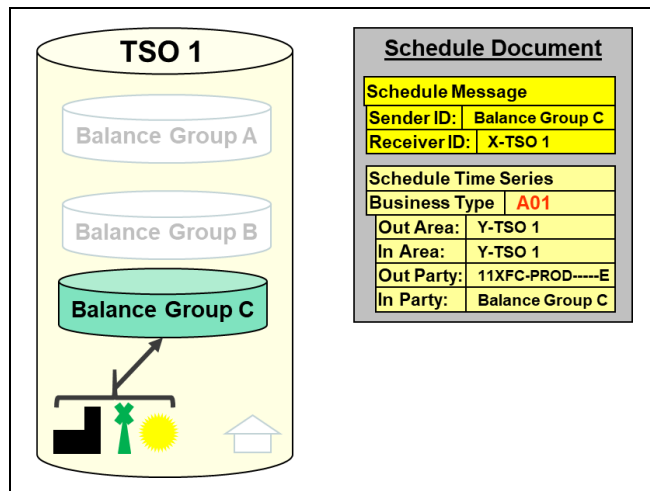 TSO 1
Balance Group A
Balance Group B
Balance Group C
Schedule Document
Schedule Message
Sender ID: Balance Group C
Receiver ID: X-TSO 1
Schedule Time Series
Business Type A01
Out Area: Y-TSO 1
In Area: Y-TSO 1
Out Party: 11XFC-PROD-----E
In Party: Balance Group C